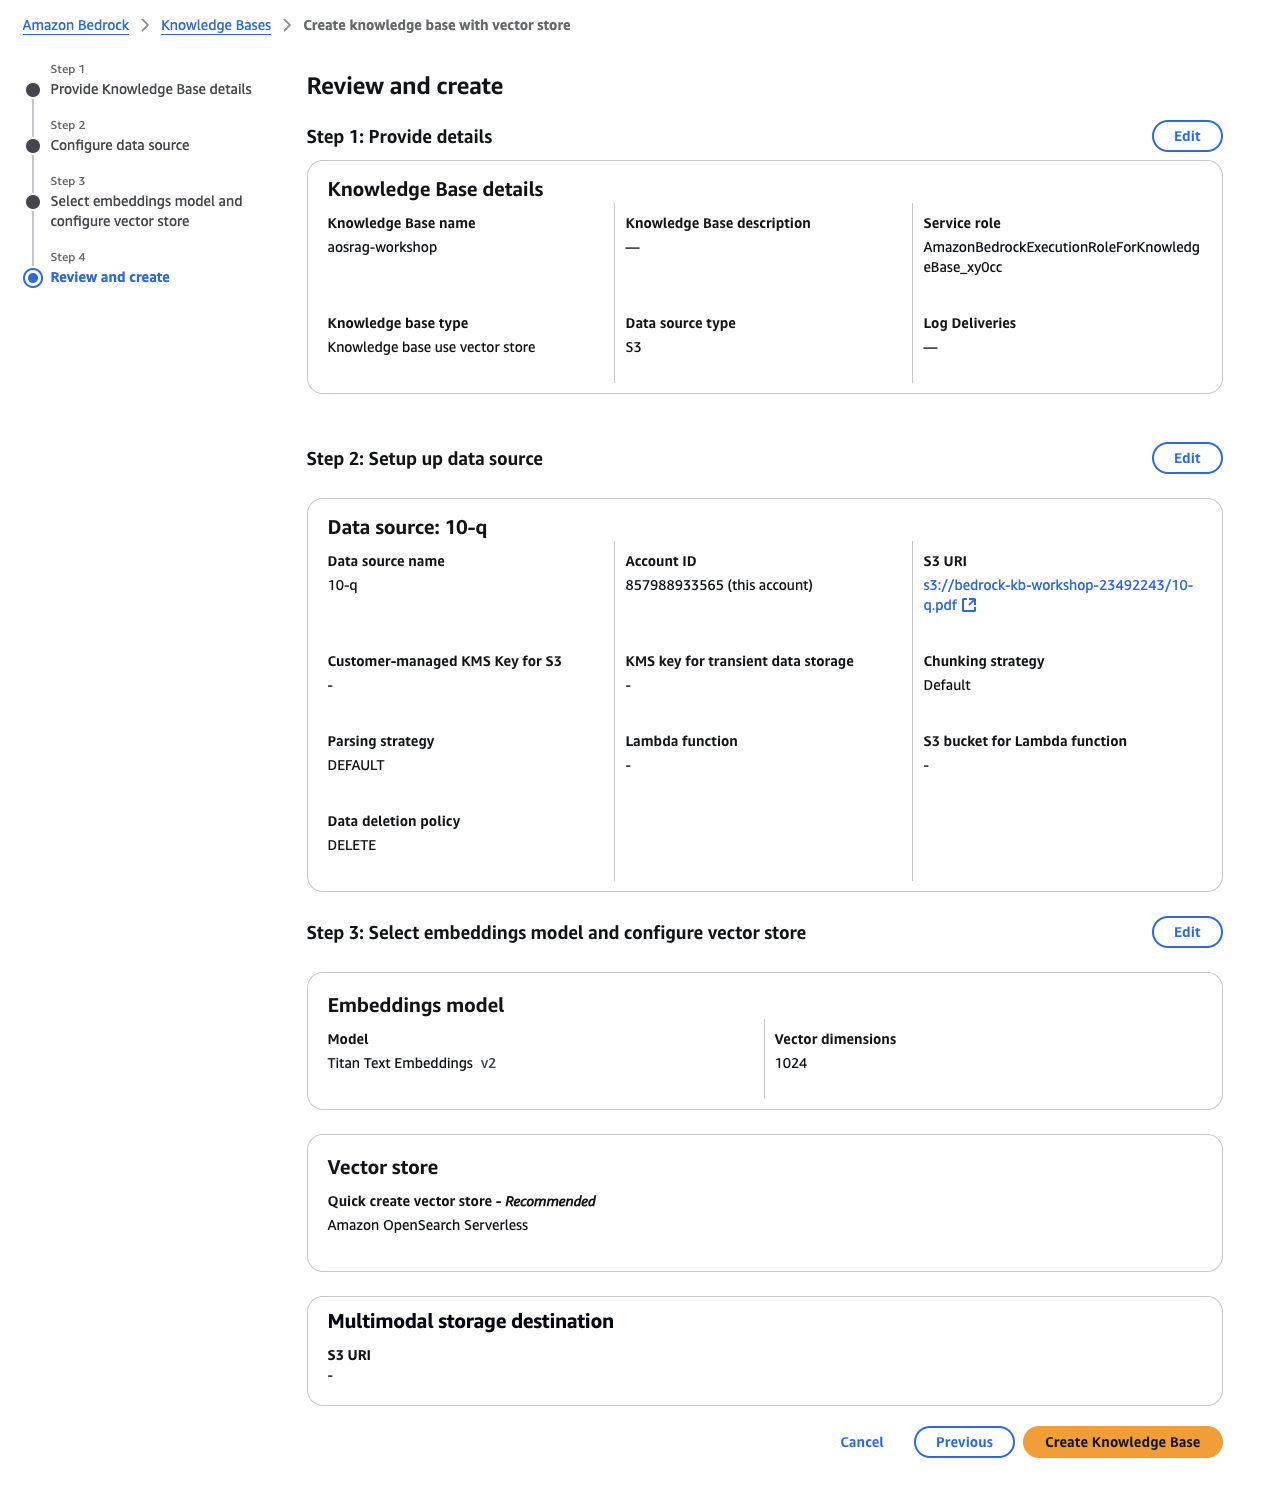 Amazon Bedrock > Knowledge Bases > Create knowledge base with vector store
Step 1
Provide Knowledge Base details
Step 2
Configure data source
Step 3
Select embeddings model and
configure vector store
Step 4
Review and create
Review and create
Step 1: Provide details
Edit
Knowledge Base details
Knowledge Base name
aosrag-workshop
Knowledge Base description
—
Service role
AmazonBedrockExecutionRoleForKnowledg
eBase_xy0cc
Knowledge base type
Knowledge base use vector store
Data source type
S3
Log Deliveries
—
Step 2: Setup up data source
Edit
Data source: 10-q
Data source name
10-q
Account ID
857988933565 (this account)
S3 URI
s3://bedrock-kb-workshop-23492243/10-
q.pdf
Customer-managed KMS Key for S3
-
KMS key for transient data storage
-
Chunking strategy
Default
Parsing strategy
DEFAULT
Lambda function
-
S3 bucket for Lambda function
-
Data deletion policy
DELETE
Step 3: Select embeddings model and configure vector store
Edit
Embeddings model
Model
Titan Text Embeddings v2
Vector dimensions
1024
Vector store
Quick create vector store - Recommended
Amazon OpenSearch Serverless
Multimodal storage destination
S3 URI
-
Cancel
Previous
Create Knowledge Base